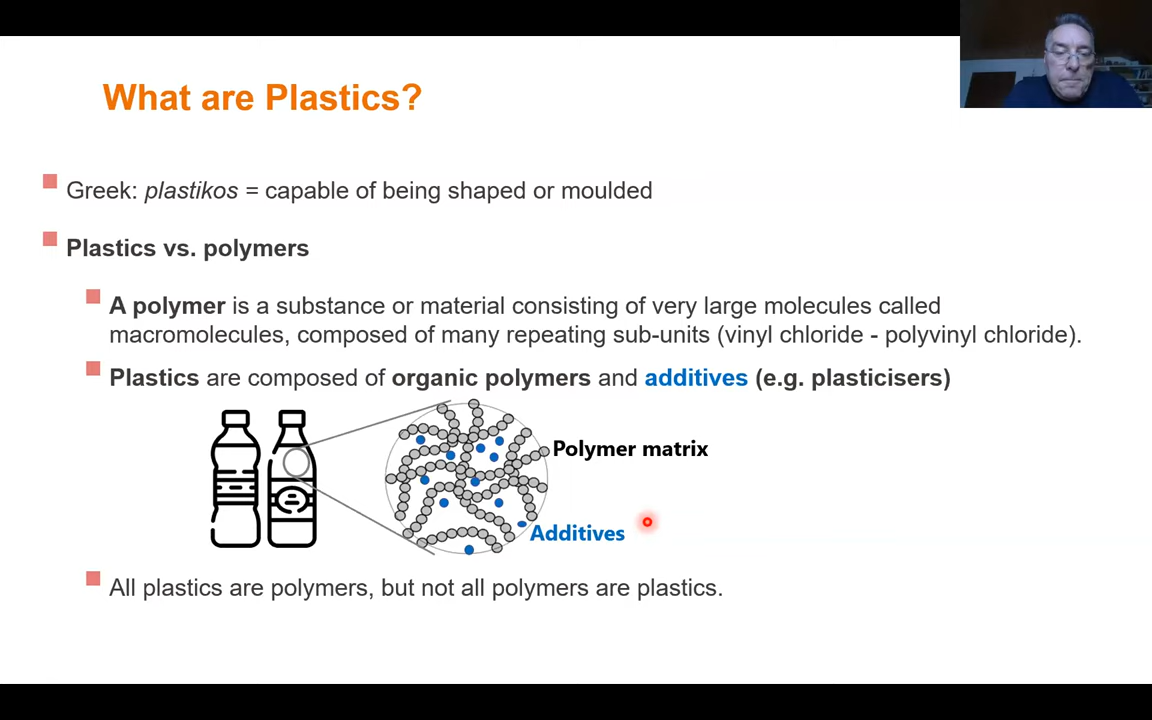 What are Plastics?
Greek: plastikos = capable of being shaped or moulded
Plastics vs. polymers
A polymer is a substance or material consisting of very large molecules called
macromolecules, composed of many repeating sub-units (vinyl chloride - polyvinyl chloride).
Plastics are composed of organic polymers and additives (e.g. plasticisers)
Polymer matrix
Additives
All plastics are polymers, but not all polymers are plastics.